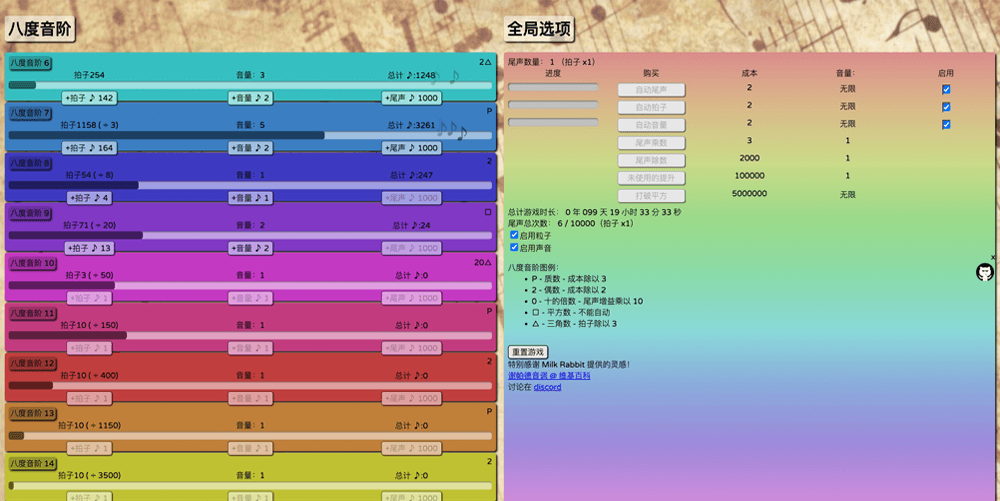 八度音阶
八度音阶 6
2△
拍子254
音量：3
总计 ♪:1248
+拍子 ♪ 142
+音量 ♪ 2
+尾声 ♪ 1000
八度音阶 7
P
拍子1158 (÷ 3)
音量：5
总计 ♪:3261
+拍子 ♪ 164
+音量 ♪ 2
+尾声 ♪ 1000
八度音阶 8
2
拍子54 (÷ 8)
音量：1
总计 ♪:247
+拍子 ♪ 4
+音量 ♪ 1
+尾声 ♪ 1000
八度音阶 9
□
拍子71 (÷ 20)
音量：2
总计 ♪:24
+拍子 ♪ 13
+音量 ♪ 2
+尾声 ♪ 1000
八度音阶 10
20△
拍子3 (÷ 50)
音量：1
总计 ♪:0
+拍子 ♪ 1
+音量 ♪ 1
+尾声 ♪ 1000
八度音阶 11
P
拍子10 (÷ 150)
音量：1
总计 ♪:0
+拍子 ♪ 1
+音量 ♪ 1
+尾声 ♪ 1000
八度音阶 12
2
拍子10 (÷ 400)
音量：1
总计 ♪:0
+拍子 ♪ 1
+音量 ♪ 1
+尾声 ♪ 1000
八度音阶 13
P
拍子10 (÷ 1150)
音量：1
总计 ♪:0
+拍子 ♪ 1
+音量 ♪ 1
+尾声 ♪ 1000
八度音阶 14
2
拍子10 (÷ 3500)
音量：1
总计 ♪:0
+拍子 ♪ 1
+音量 ♪ 1
+尾声 ♪ 1000
全局选项
尾声数量： 1 （拍子 x1）
进度 购买 成本 音量： 启用
自动尾声 2 无限
自动拍子 2 无限
自动音量 2 无限
尾声乘数 3 1
尾声除数 2000 1
未使用的提升 100000 1
打破平方 5000000 无限
总计游戏时长： 0 年 099 天 19 小时 33 分 33 秒
尾声总次数： 6 / 10000（拍子 x1）
启用粒子
启用声音
x
八度音阶图例：
• P - 质数 - 成本除以 3
• 2 - 偶数 - 成本除以 2
• 0 - 十的倍数 - 尾声增益乘以 10
• □ - 平方数 - 不能自动
• △ - 三角数 - 拍子除以 3
重置游戏
特别感谢 Milk Rabbit 提供的灵感！
谢帕德音调 @ 维基百科
讨论在 discord